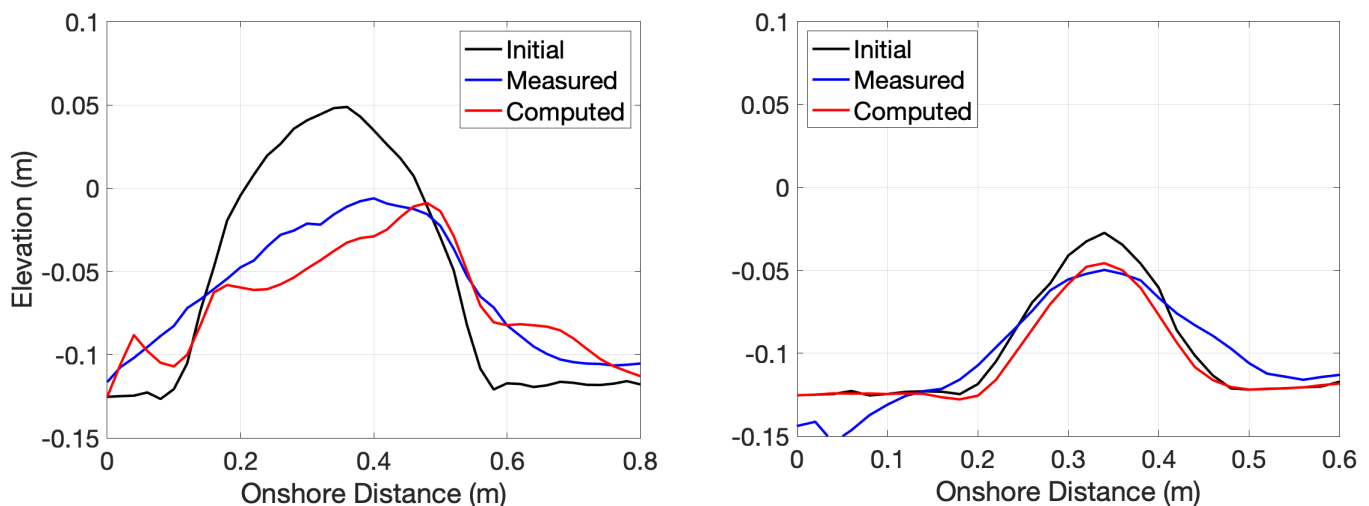 0.1
0.05
0
-0.05
-0.1
-0.15
Elevation (m)
0
0.2
0.4
0.6
0.8
Onshore Distance (m)
Initial
Measured
Computed
0.1
0.05
0
-0.05
-0.1
-0.15
0
0.1
0.2
0.3
0.4
0.5
0.6
Onshore Distance (m)
Initial
Measured
Computed